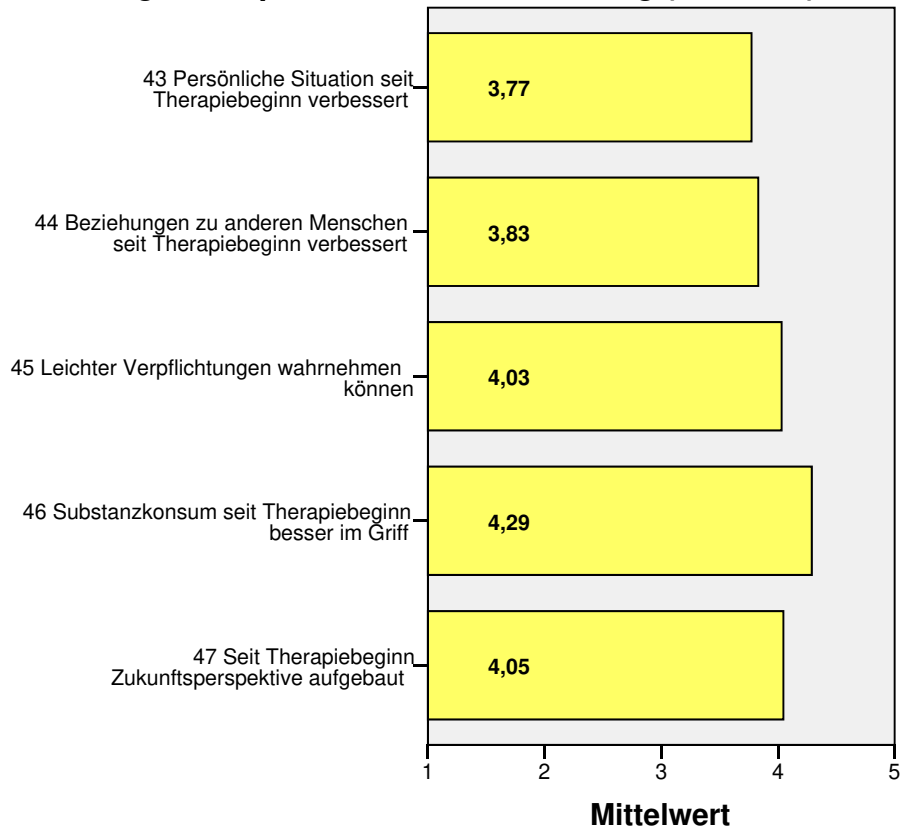 43 Persönliche Situation seit
Therapiebeginn verbessert
3,77
44 Beziehungen zu anderen Menschen
seit Therapiebeginn verbessert
3,83
45 Leichter Verpflichtungen wahrnehmen
können
4,03
46 Substanzkonsum seit Therapiebeginn
besser im Griff
4,29
47 Seit Therapiebeginn
Zukunftsperspektive aufgebaut
4,05
1 2 3 4 5
Mittelwert